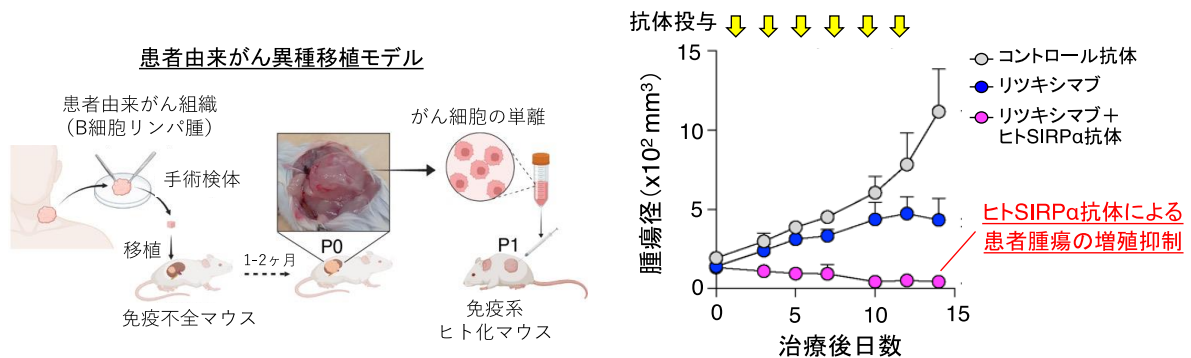 患者由来がん異種移植モデル
患者由来がん組織
（B細胞リンパ腫）
手術検体
移植
免疫不全マウス
1-2ヶ月
P0
がん細胞の単離
P1
免疫系
ヒト化マウス
抗体投与
腫瘍径（x10² mm³）
15
10
5
0
0
5
10
15
治療後日数
コントロール抗体
リツキシマブ
リツキシマブ＋
ヒトSIRPα抗体
ヒトSIRPα抗体による
患者腫瘍の増殖抑制